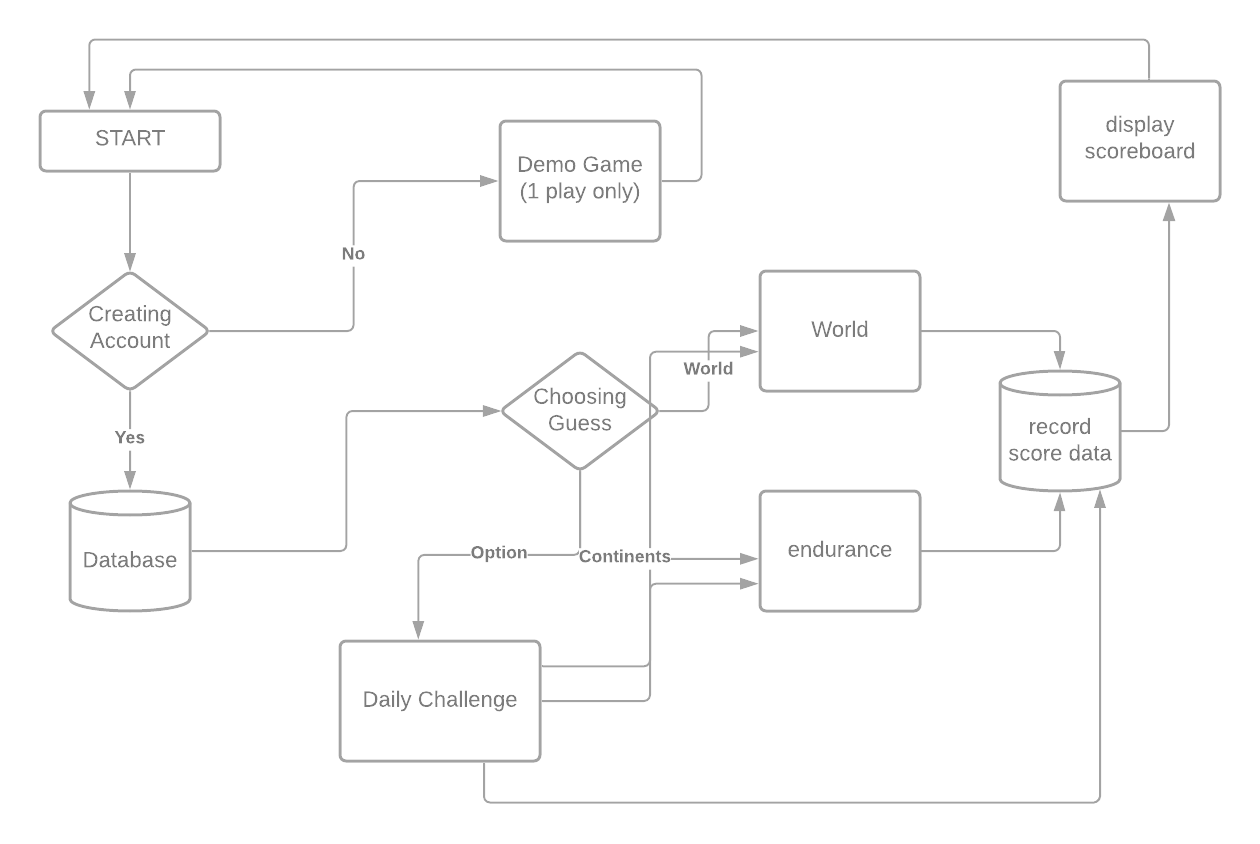 START
display
scoreboard
Demo Game
(1 play only)
No
Creating
Account
World
World
Choosing
Guess
record
score data
Yes
Database
Option
Continents
endurance
Daily Challenge